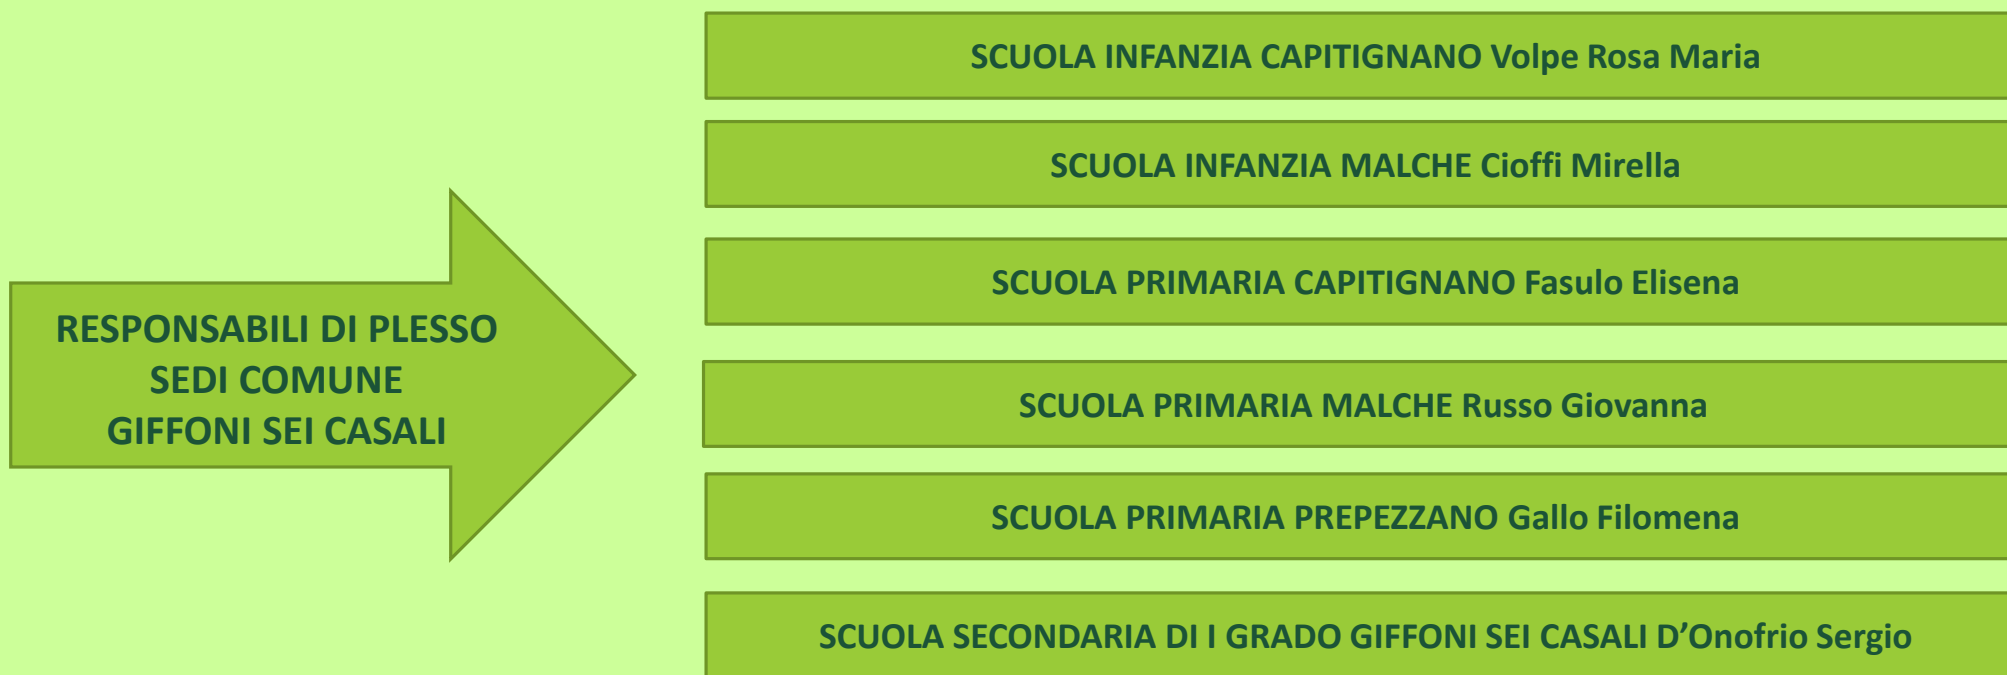 RESPONSABILI DI PLESSO
SEDI COMUNE
GIFFONI SEI CASALI
SCUOLA INFANZIA CAPITIGNANO Volpe Rosa Maria
SCUOLA INFANZIA MALCHE Cioffi Mirella
SCUOLA PRIMARIA CAPITIGNANO Fasulo Elisena
SCUOLA PRIMARIA MALCHE Russo Giovanna
SCUOLA PRIMARIA PREPEZZANO Gallo Filomena
SCUOLA SECONDARIA DI I GRADO GIFFONI SEI CASALI D’Onofrio Sergio